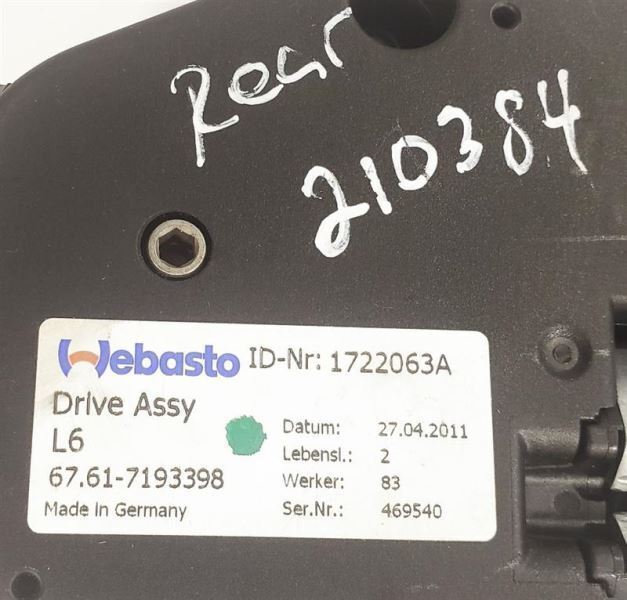 Rear
210384
Webasto ID-Nr: 1722063A
Drive Assy
L6
67.61-7193398
Made in Germany
Datum: 27.04.2011
Lebensl.: 2
Werker: 83
Ser.Nr.: 469540